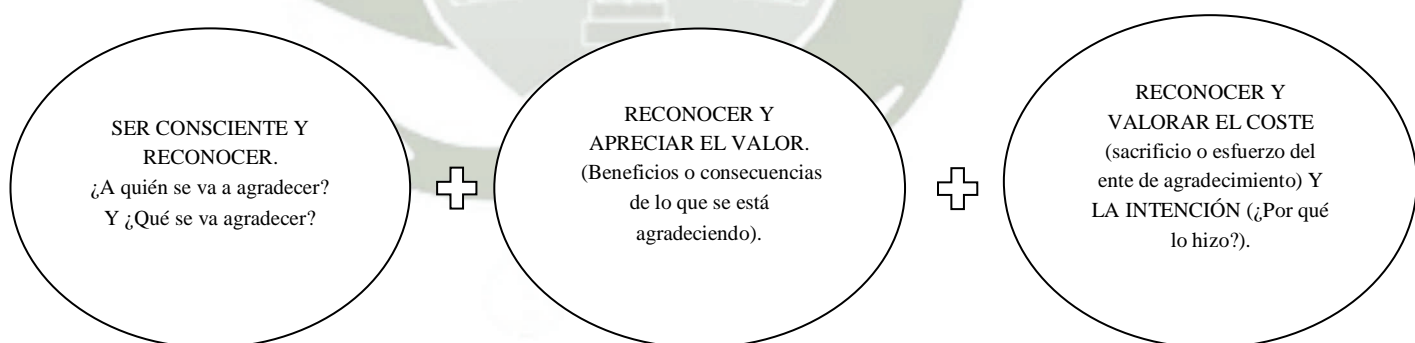 SER CONSCIENTE Y
RECONOCER.
¿A quién se va a agradecer?
Y ¿Qué se va agradecer?
RECONOCER Y
APRECIAR EL VALOR.
(Beneficios o consecuencias
de lo que se está
agradeciendo).
RECONOCER Y
VALORAR EL COSTE
(sacrificio o esfuerzo del
ente de agradecimiento) Y
LA INTENCIÓN (¿Por qué
lo hizo?).